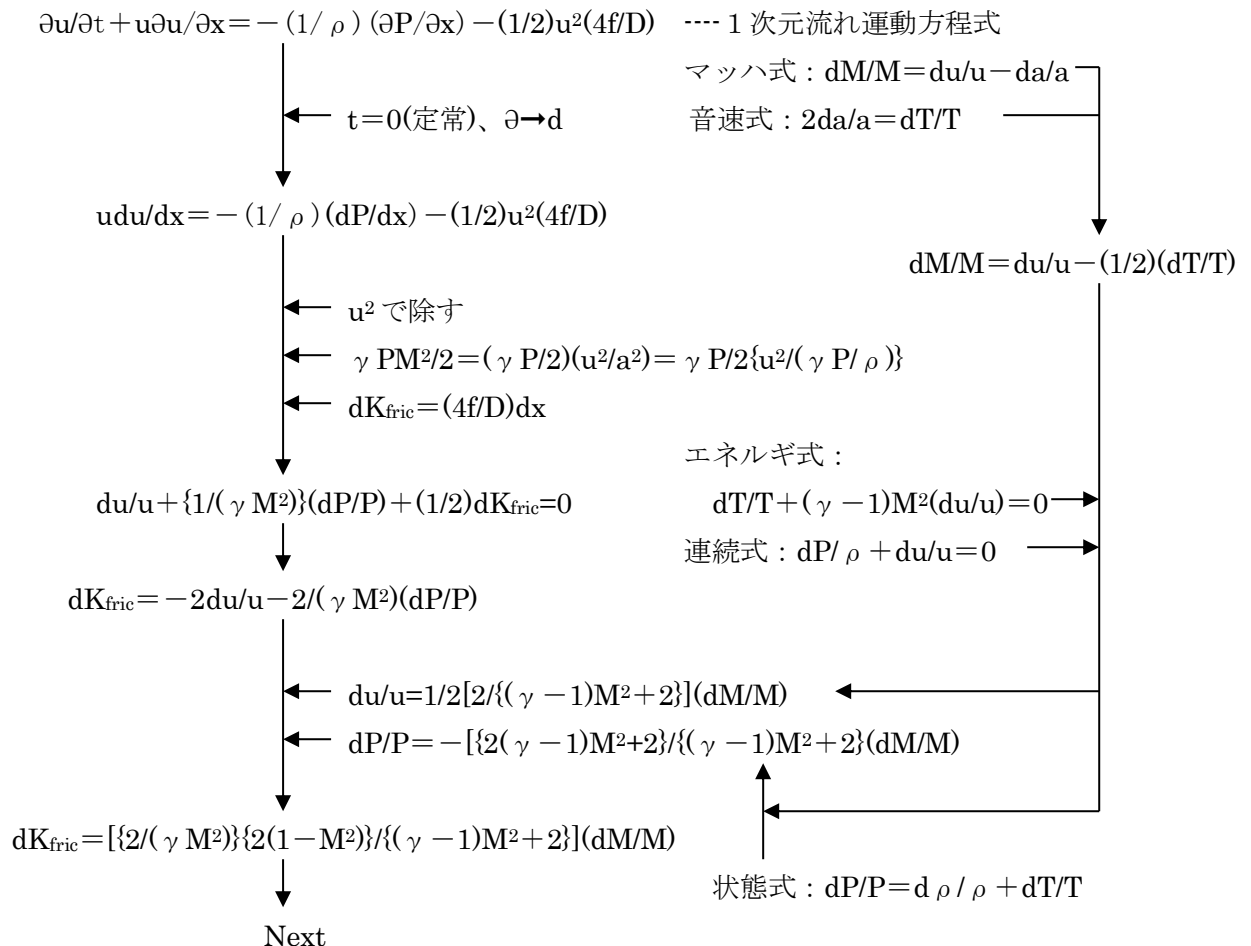 ∂u/∂t+u∂u/∂x=-(1/ρ)(∂P/∂x)-(1/2)u²(4f/D) ---- 1 次元流れ運動方程式
マッハ式：dM/M=du/u-da/a
t=0(定常)、∂→d
音速式：2da/a=dT/T
udu/dx=-(1/ρ)(dP/dx)-(1/2)u²(4f/D)
dM/M=du/u-(1/2)(dT/T)
u² で除す
γPM²/2=(γP/2)(u²/a²)=γP/2{u²/(γP/ρ)}
dKfric=(4f/D)dx
エネルギ式：
du/u+{1/(γM²)}(dP/P)+(1/2)dKfric=0
dT/T+(γ-1)M²(du/u)=0
連続式：dP/ρ+du/u=0
dKfric=-2du/u-2/(γM²)(dP/P)
du/u=1/2[2/{(γ-1)M²+2}](dM/M)
dP/P=-[{2(γ-1)M²+2}/{(γ-1)M²+2}(dM/M)
dKfric=[{2/(γM²)}{2(1-M²)}/{(γ-1)M²+2}](dM/M)
状態式：dP/P=dρ/ρ+dT/T
Next